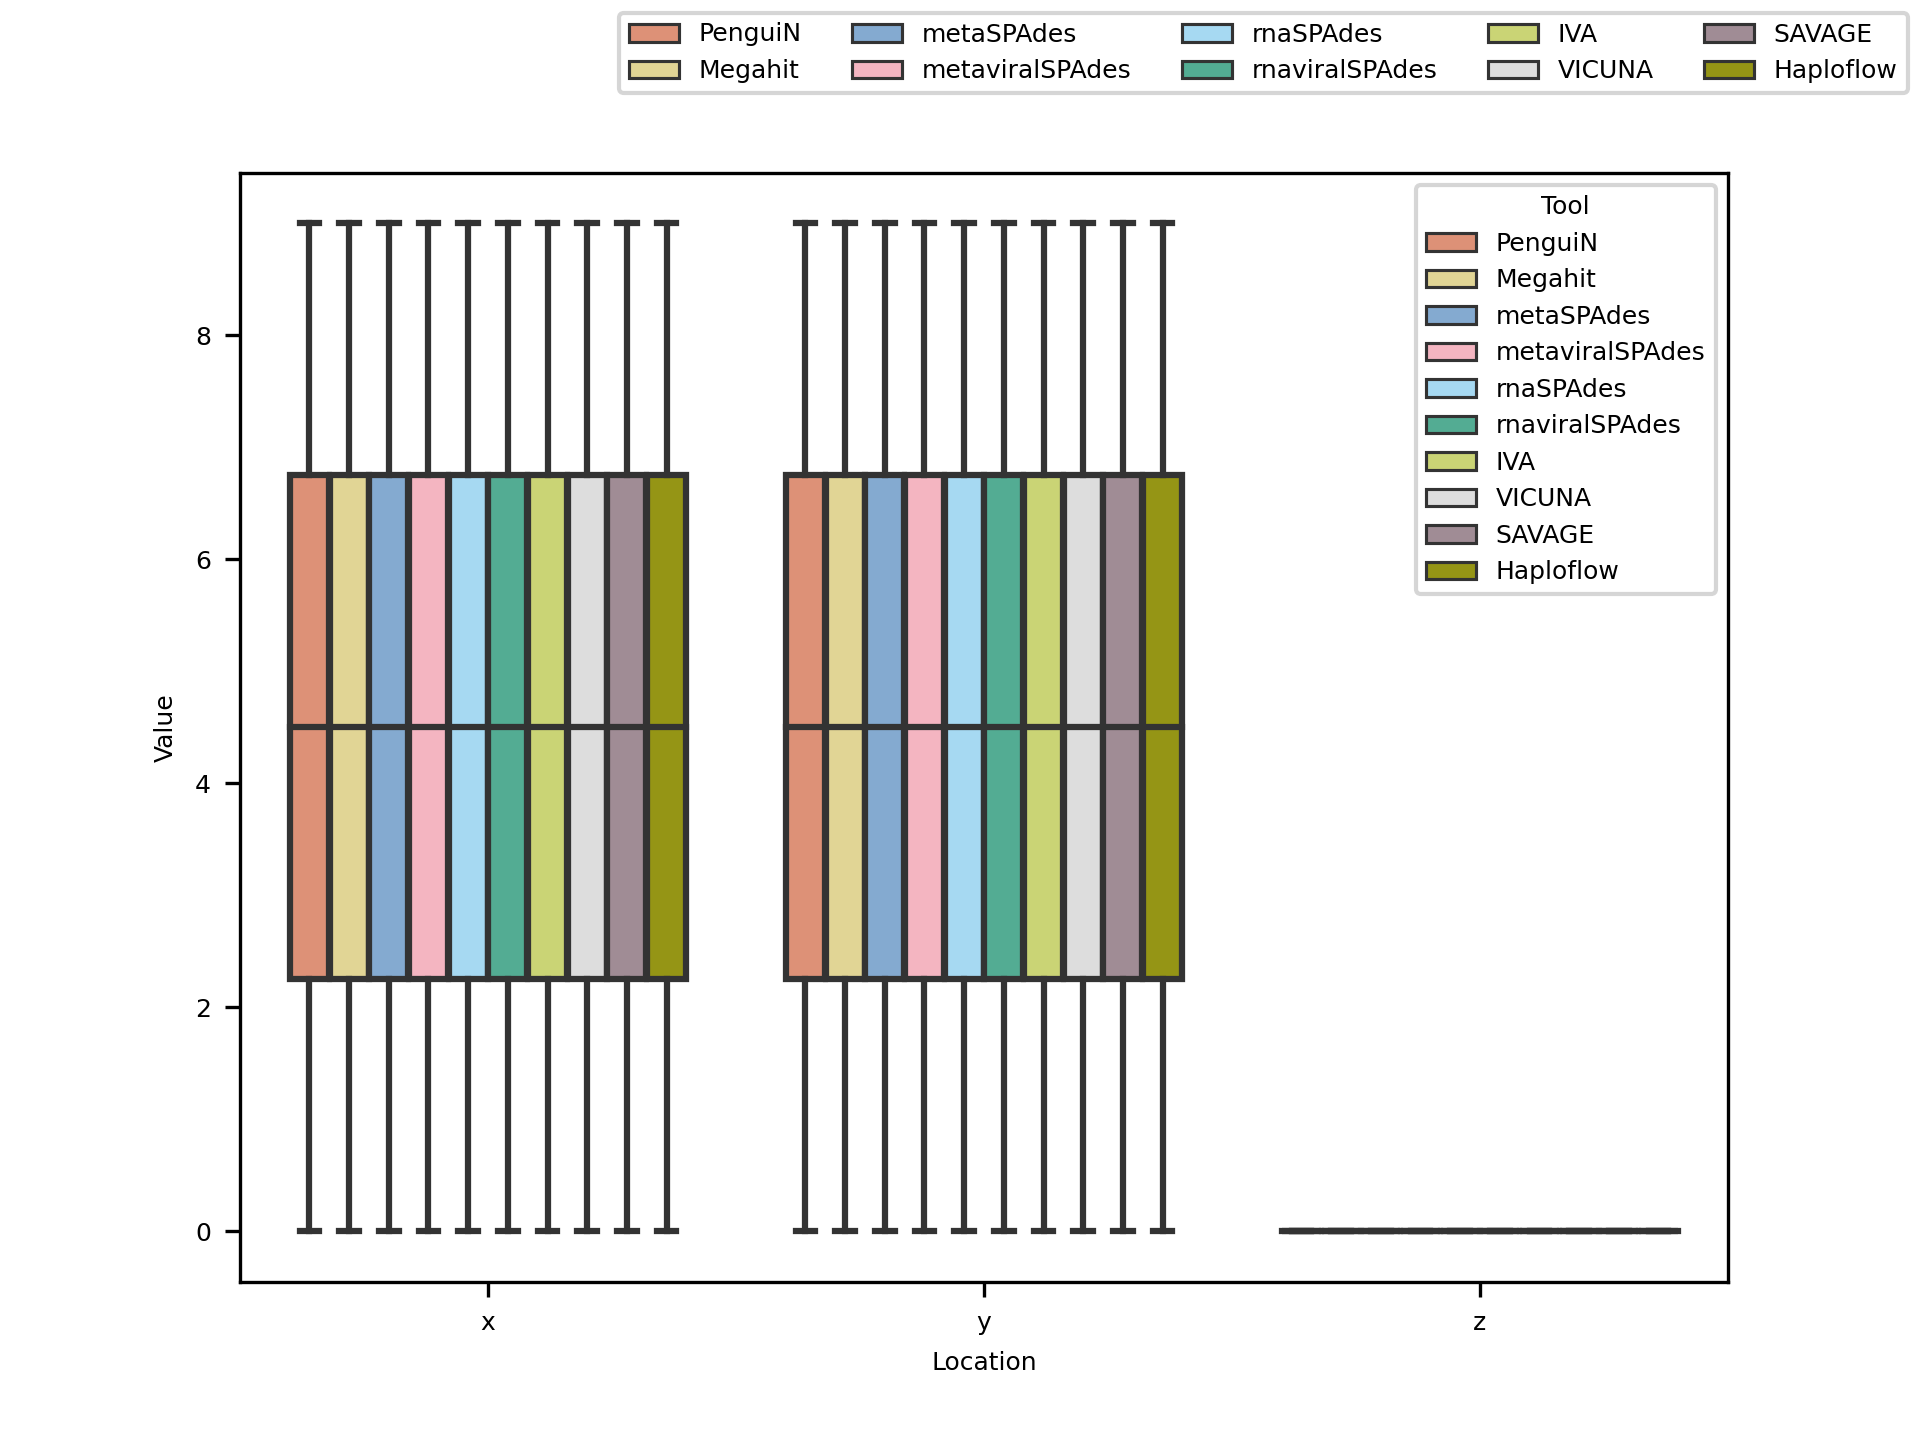 PenguiN metaSPAdes rnaSPAdes IVA SAVAGE
Megahit metaviralSPAdes rnaviralSPAdes VICUNA Haploflow
Tool
PenguiN
Megahit
metaSPAdes
metaviralSPAdes
rnaSPAdes
rnaviralSPAdes
IVA
VICUNA
SAVAGE
Haploflow
8
6
4
2
0
Value
x y z
Location